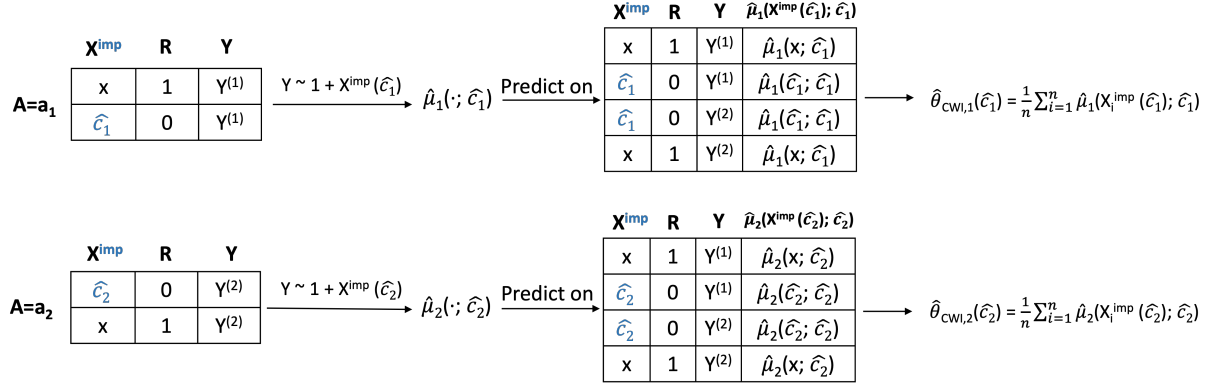 X^imp R Y μ̂₁(X^imp(ĉ₁); ĉ₁)
x 1 Y⁽¹⁾ μ̂₁(x; ĉ₁)
ĉ₁ 0 Y⁽¹⁾ μ̂₁(ĉ₁; ĉ₁)
ĉ₁ 0 Y⁽²⁾ μ̂₁(ĉ₁; ĉ₁)
x 1 Y⁽²⁾ μ̂₁(x; ĉ₁)
X^imp R Y
A=a₁
x 1 Y⁽¹⁾
ĉ₁ 0 Y⁽¹⁾
Y ~ 1 + X^imp (ĉ₁)
μ̂₁(·; ĉ₁)
Predict on
θ̂_CWI,1(ĉ₁) = 1/n ∑ⁿᵢ₌₁ μ̂₁(Xᵢ^imp (ĉ₁); ĉ₁)
X^imp R Y μ̂₂(X^imp(ĉ₂); ĉ₂)
x 1 Y⁽¹⁾ μ̂₂(x; ĉ₂)
ĉ₂ 0 Y⁽¹⁾ μ̂₂(ĉ₂; ĉ₂)
ĉ₂ 0 Y⁽²⁾ μ̂₂(ĉ₂; ĉ₂)
x 1 Y⁽²⁾ μ̂₂(x; ĉ₂)
X^imp R Y
A=a₂
ĉ₂ 0 Y⁽²⁾
x 1 Y⁽²⁾
Y ~ 1 + X^imp (ĉ₂)
μ̂₂(·; ĉ₂)
Predict on
θ̂_CWI,2(ĉ₂) = 1/n ∑ⁿᵢ₌₁ μ̂₂(Xᵢ^imp (ĉ₂); ĉ₂)